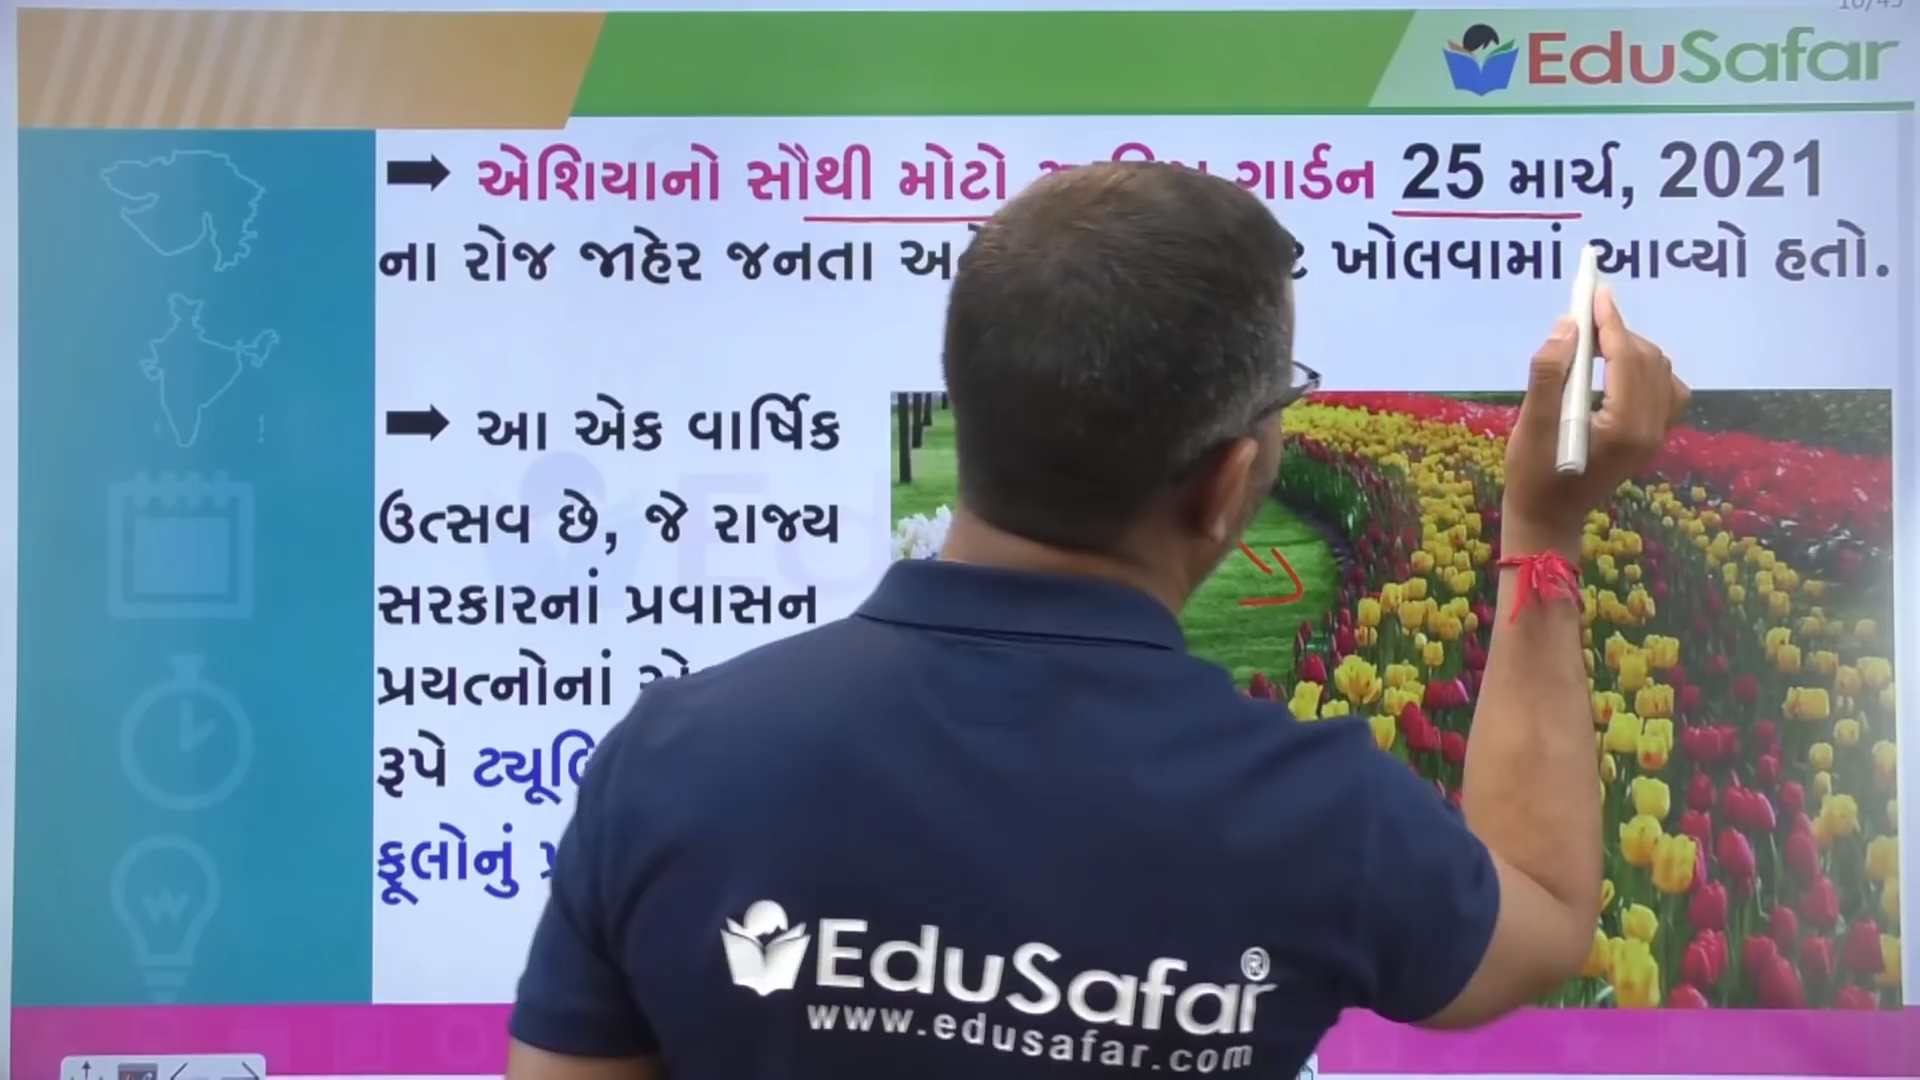 EduSafar
➡ એશિયાનો સૌથી મોટો ગાર્ડન 25 માર્ચ, 2021
ના રોજ જાહેર જનતા ખોલવામાં આવ્યો હતો.
➡ આ એક વાર્ષિક
ઉત્સવ છે, જે રાજ્ય
સરકારનાં પ્રવાસન
પ્રયત્નોનાં
રૂપે
ફૂલોનું
EduSafar®
www.edusafar.com